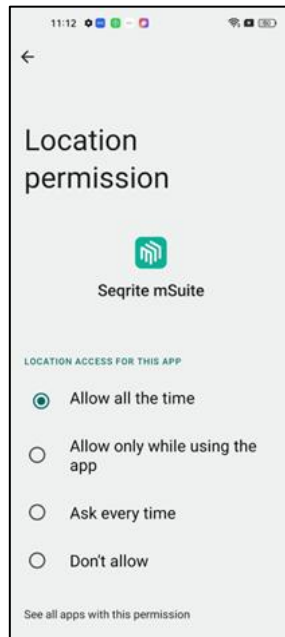 11:12
Location
permission
Seqrite mSuite
LOCATION ACCESS FOR THIS APP
Allow all the time
Allow only while using the
app
Ask every time
Don't allow
See all apps with this permission